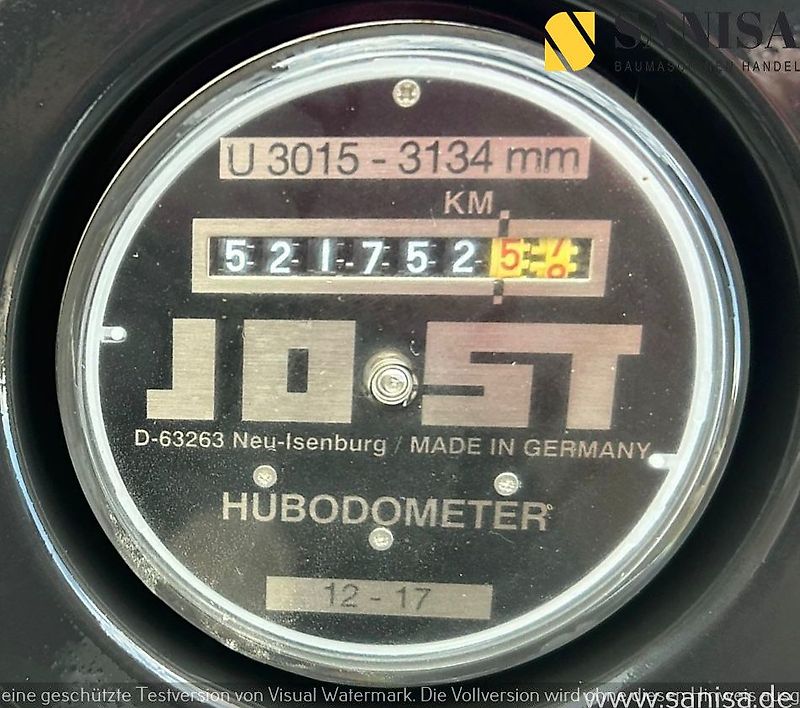 SANISA
BAUMASCHINEN HANDEL
U 3015 - 3134 mm
KM
5217525
JOST
D-63263 Neu-Isenburg / MADE IN GERMANY
HUBODOMETER
12 - 17
eine geschützte Testversion von Visual Watermark. Die Vollversion wird ohne diesen Hinweis
www.sanisa.de